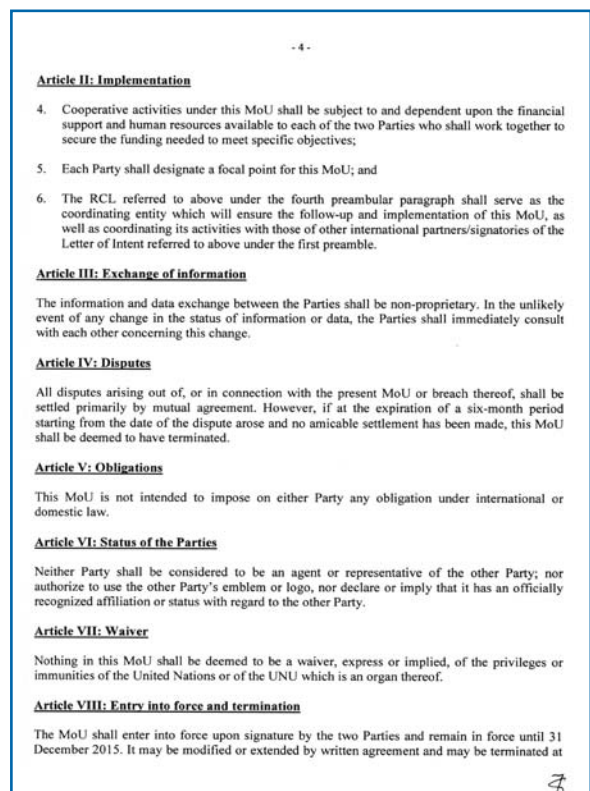 - 4 -
Article II: Implementation
4. Cooperative activities under this MoU shall be subject to and dependent upon the financial
support and human resources available to each of the two Parties who shall work together to
secure the funding needed to meet specific objectives;
5. Each Party shall designate a focal point for this MoU; and
6. The RCL referred to above under the fourth preambular paragraph shall serve as the
coordinating entity which will ensure the follow-up and implementation of this MoU, as
well as coordinating its activities with those of other international partners/signatories of the
Letter of Intent referred to above under the first preamble.
Article III: Exchange of information
The information and data exchange between the Parties shall be non-proprietary. In the unlikely
event of any change in the status of information or data, the Parties shall immediately consult
with each other concerning this change.
Article IV: Disputes
All disputes arising out of, or in connection with the present MoU or breach thereof, shall be
settled primarily by mutual agreement. However, if at the expiration of a six-month period
starting from the date of the dispute arose and no amicable settlement has been made, this MoU
shall be deemed to have terminated.
Article V: Obligations
This MoU is not intended to impose on either Party any obligation under international or
domestic law.
Article VI: Status of the Parties
Neither Party shall be considered to be an agent or representative of the other Party; nor
authorize to use the other Party's emblem or logo, nor declare or imply that it has an officially
recognized affiliation or status with regard to the other Party.
Article VII: Waiver
Nothing in this MoU shall be deemed to be a waiver, express or implied, of the privileges or
immunities of the United Nations or of the UNU which is an organ thereof.
Article VIII: Entry into force and termination
The MoU shall enter into force upon signature by the two Parties and remain in force until 31
December 2015. It may be modified or extended by written agreement and may be terminated at